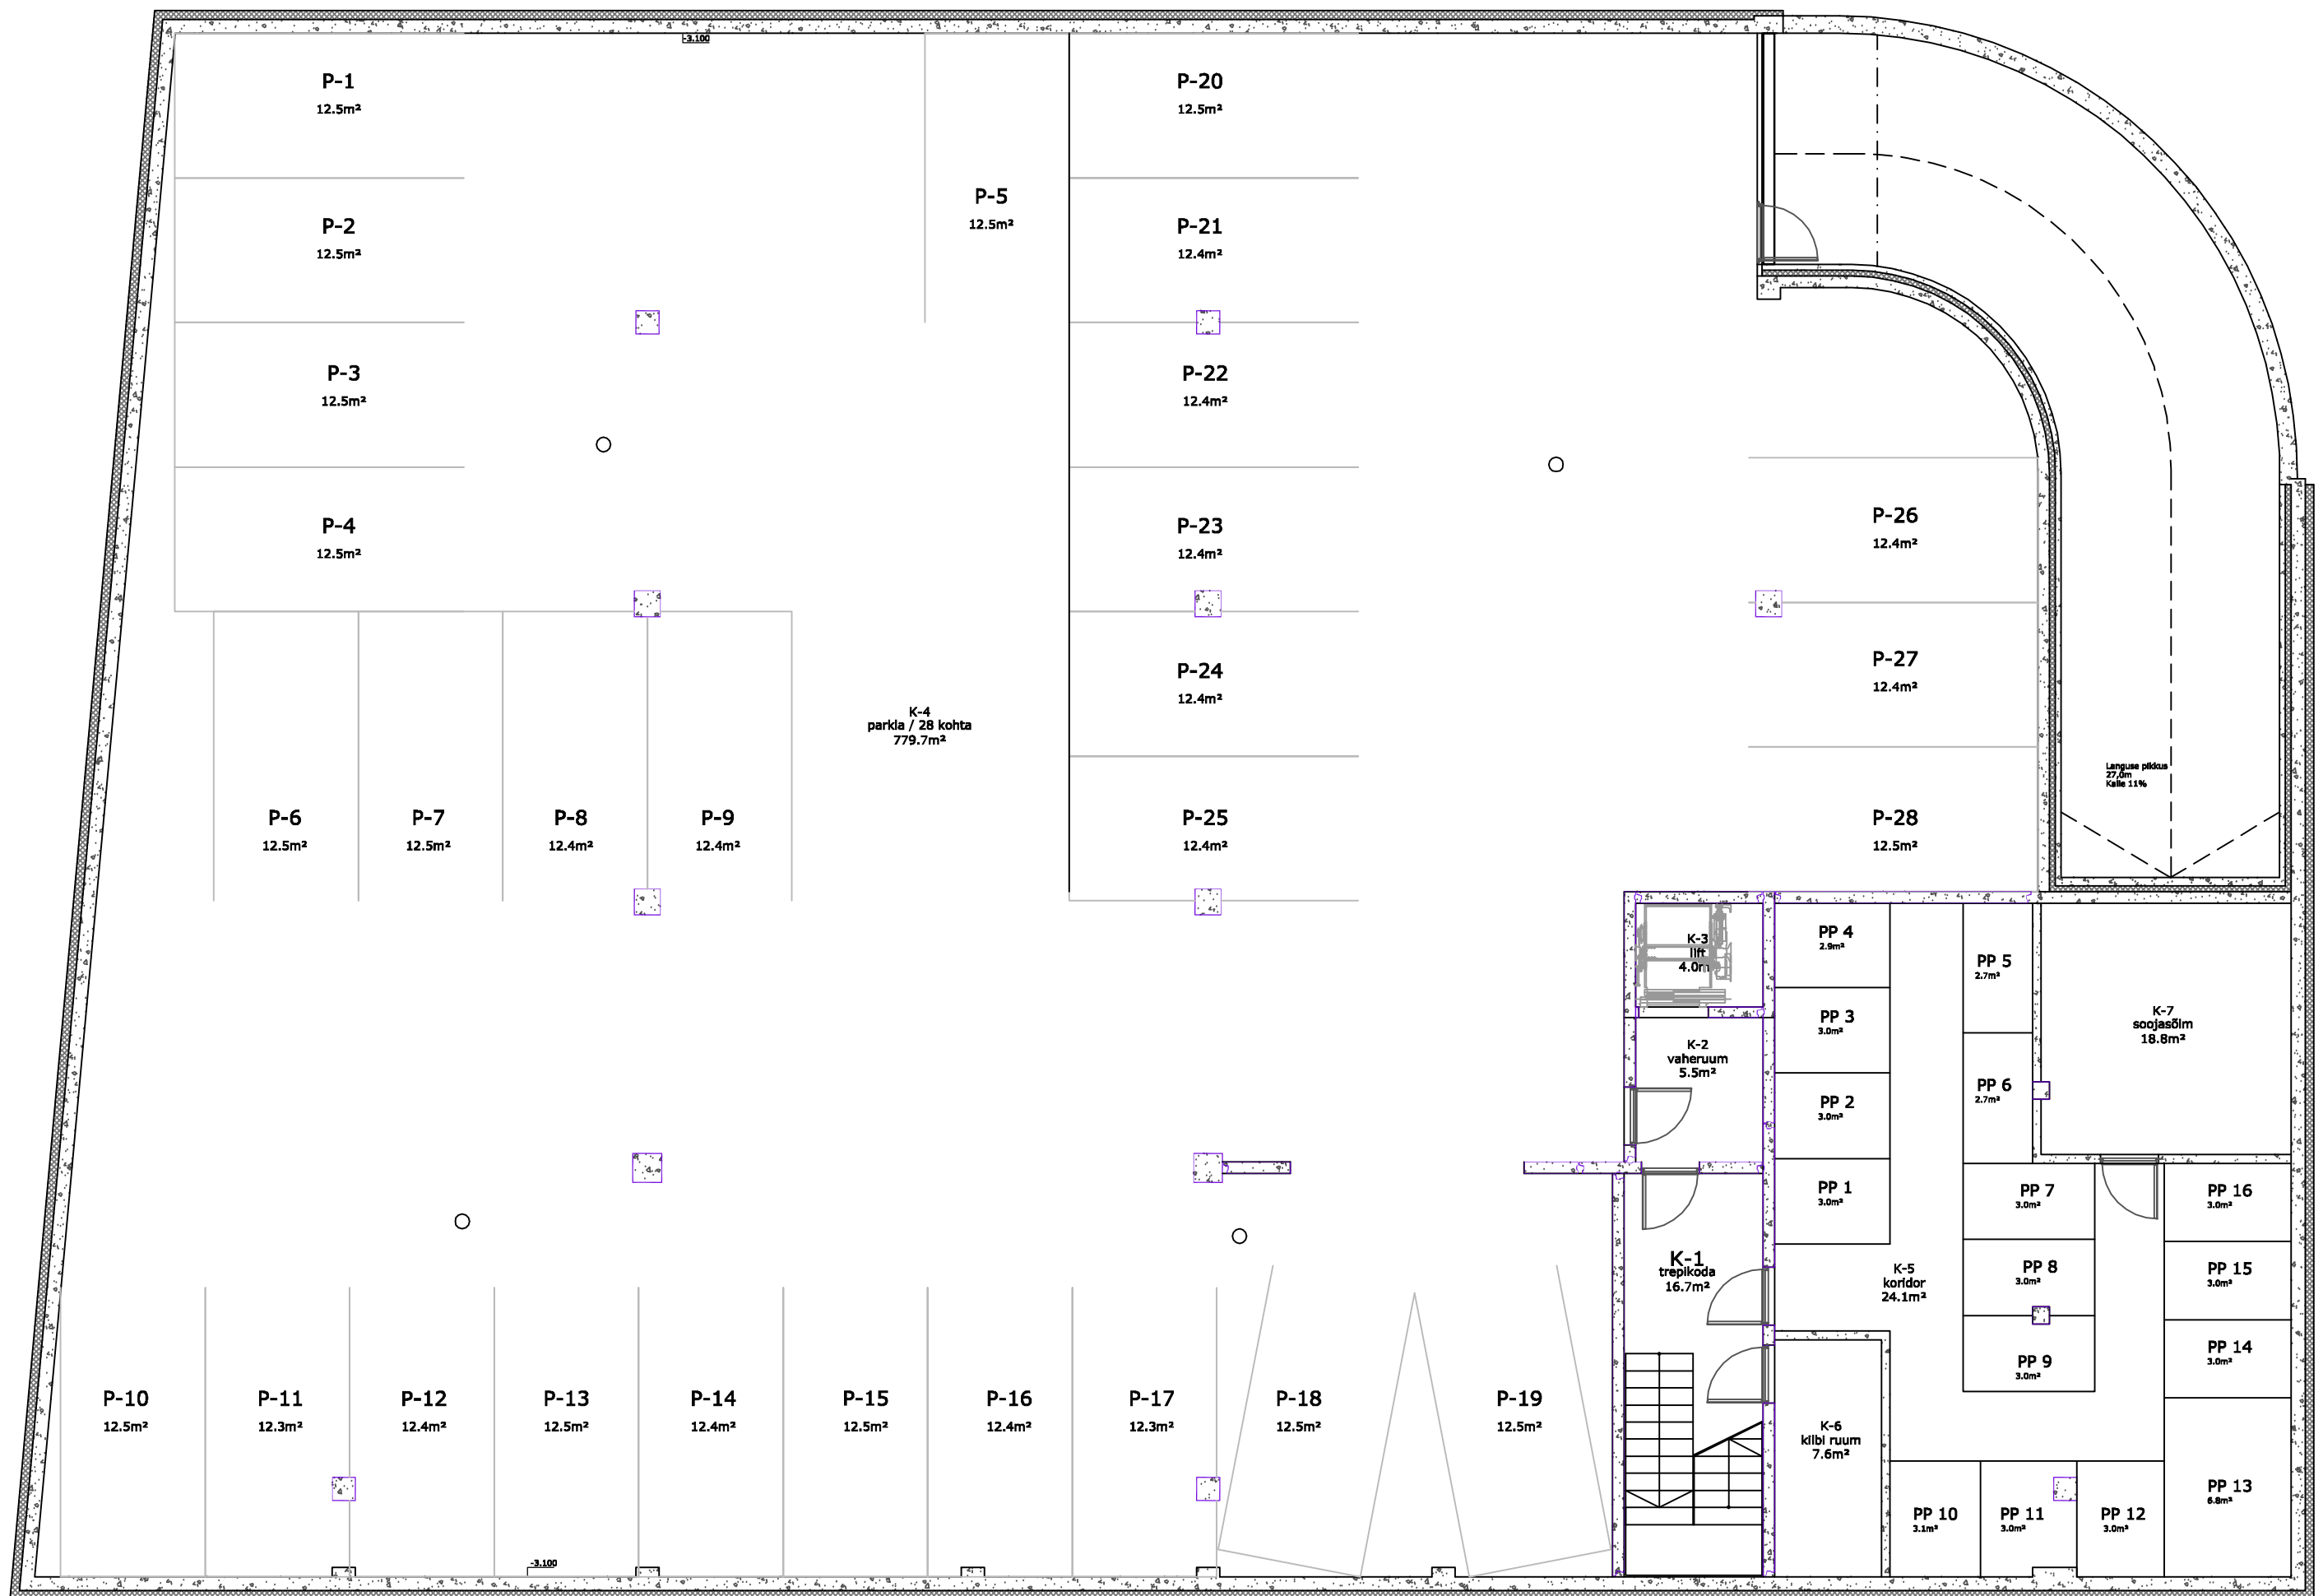 -3.100
P-1
12.5m²
P-20
12.5m²
P-5
12.5m²
P-2
12.5m²
P-21
12.4m²
P-3
12.5m²
P-22
12.4m²
P-4
12.5m²
P-23
12.4m²
P-26
12.4m²
P-24
12.4m²
P-27
12.4m²
K-4
parkla / 28 kohta
779.7m²
Languse pikkus
27,0m
Kalle 11%
P-6
12.5m²
P-7
12.5m²
P-8
12.4m²
P-9
12.4m²
P-25
12.4m²
P-28
12.5m²
K-3
lift
4.0m
PP 4
2.9m²
PP 5
2.7m²
PP 3
3.0m²
K-7
soojasõlm
18.8m²
K-2
vaheruum
5.5m²
PP 2
3.0m²
PP 6
2.7m²
PP 1
3.0m²
PP 7
3.0m²
PP 16
3.0m²
K-1
trepikoda
16.7m²
K-5
koridor
24.1m²
PP 8
3.0m²
PP 15
3.0m²
PP 9
3.0m²
PP 14
3.0m²
P-10
12.5m²
P-11
12.3m²
P-12
12.4m²
P-13
12.5m²
P-14
12.4m²
P-15
12.5m²
P-16
12.4m²
P-17
12.3m²
P-18
12.5m²
P-19
12.5m²
K-6
kilbi ruum
7.6m²
PP 13
6.8m²
PP 10
3.1m²
PP 11
3.0m²
PP 12
3.0m²
-3.100